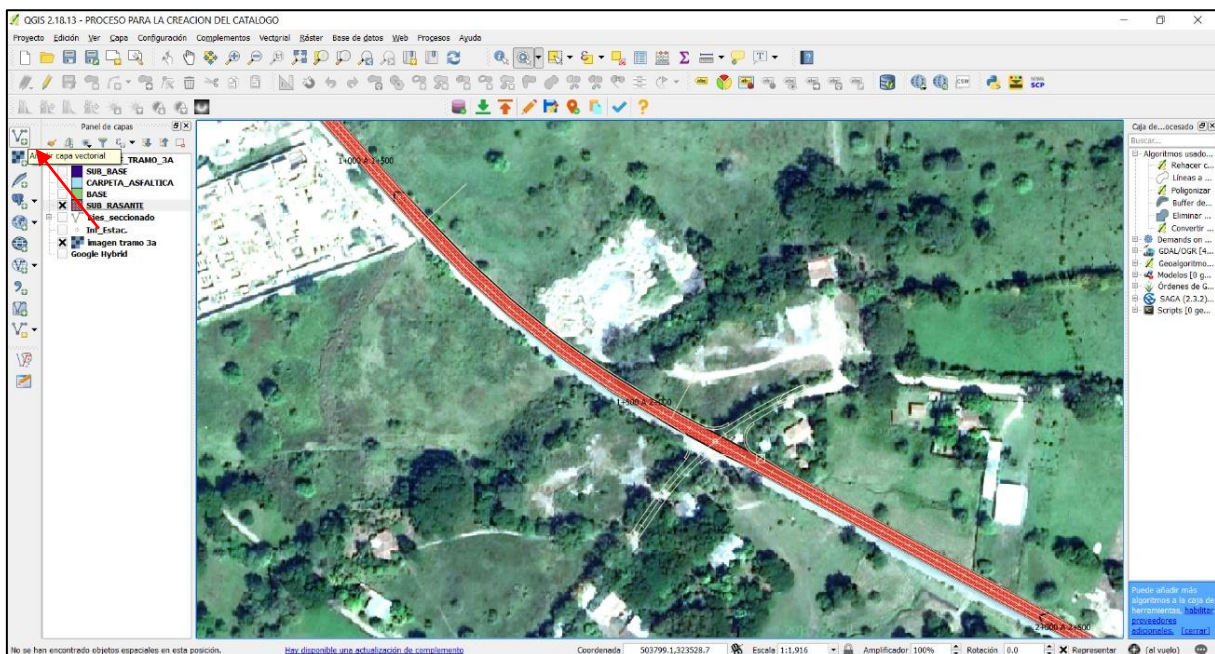 QGIS 2.18.13 - PROCESO PARA LA CREACION DEL CATALOGO
Proyecto Edición Ver Capa Configuración Complementos Vectorial Ráster Base de datos Web Procesos Ayuda
CSW
SCP
Panel de capas
Añadir capa vectorial
TRAMO_3A
SUB_BASE
CARPETA_ASFALTICA
BASE
SUB_RASANTE
Ejes_seccionado
Int_Estac.
imagen tramo 3a
Google Hybrid
1+000 A 1+500
1+500 A 2+000
2+000 A 2+500
Caja de...ocesado
Buscar...
Algoritmos usado...
Rehacer c...
Líneas a ...
Poligonizar
Buffer de...
Eliminar ...
Convertir ...
Demands on ...
GDAL/OGR [4...
Geoalgoritmo...
Modelos [0 g...
Órdenes de G...
SAGA (2.3.2)...
Scripts [0 ge...
Puede añadir más
algoritmos a la caja de
herramientas, habilitar
proveedores
adicionales. [cerrar]
No se han encontrado objetos espaciales en esta posición. Hay disponible una actualización de complemento Coordenada 503799.1,323528.7 Escala 1:1,916 Amplificador 100% Rotación 0.0 Representar (al vuelo)